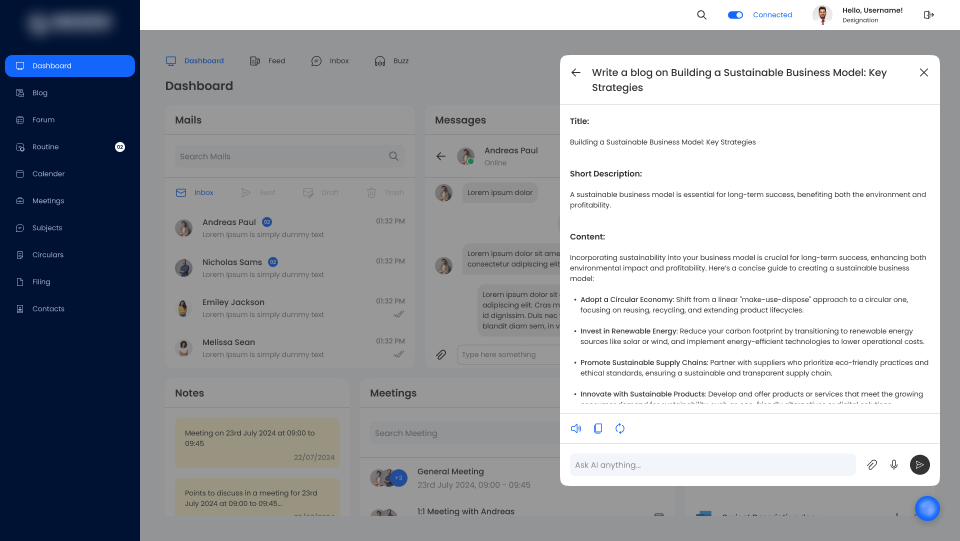 Hello, Username!
Connected
Designation
Dashboard
Blog
Forum
Routine 02
Calender
Meetings
Subjects
Circulars
Filing
Contacts
Dashboard Feed Inbox Buzz
Dashboard
Mails
Search Mails
Inbox Sent Draft Trash
Andreas Paul 02 01:32 PM
Lorem Ipsum is simply dummy text
Nicholas Sams 02 01:32 PM
Lorem Ipsum is simply dummy text
Emiley Jackson 01:32 PM
Lorem Ipsum is simply dummy text
Melissa Sean 01:32 PM
Lorem Ipsum is simply dummy text
Messages
Andreas Paul
Online
Lorem ipsum dolor
Lorem ipsum dolor sit ame
consectetur adipiscing elit
Lorem ipsum dolor sit
adipiscing elit. Cras m
id dignissim. Duis nec
blandit diam sem, in v
Type here something
Notes
Meeting on 23rd July 2024 at 09:00 to
09:45
22/07/2024
Points to discuss in a meeting for 23rd
July 2024 at 09:00 to 09:45...
Meetings
Search Meeting
+3
General Meeting
23rd July 2024, 09:00 - 09:45
1:1 Meeting with Andreas
Write a blog on Building a Sustainable Business Model: Key
Strategies
Title:
Building a Sustainable Business Model: Key Strategies
Short Description:
A sustainable business model is essential for long-term success, benefiting both the environment and
profitability.
Content:
Incorporating sustainability into your business model is crucial for long-term success, enhancing both
environmental impact and profitability. Here's a concise guide to creating a sustainable business
model:
• Adopt a Circular Economy: Shift from a linear "make-use-dispose" approach to a circular one,
focusing on reusing, recycling, and extending product lifecycles.
• Invest in Renewable Energy: Reduce your carbon footprint by transitioning to renewable energy
sources like solar or wind, and implement energy-efficient technologies to lower operational costs.
• Promote Sustainable Supply Chains: Partner with suppliers who prioritize eco-friendly practices and
ethical standards, ensuring a sustainable and transparent supply chain.
• Innovate with Sustainable Products: Develop and offer products or services that meet the growing
Ask AI anything...